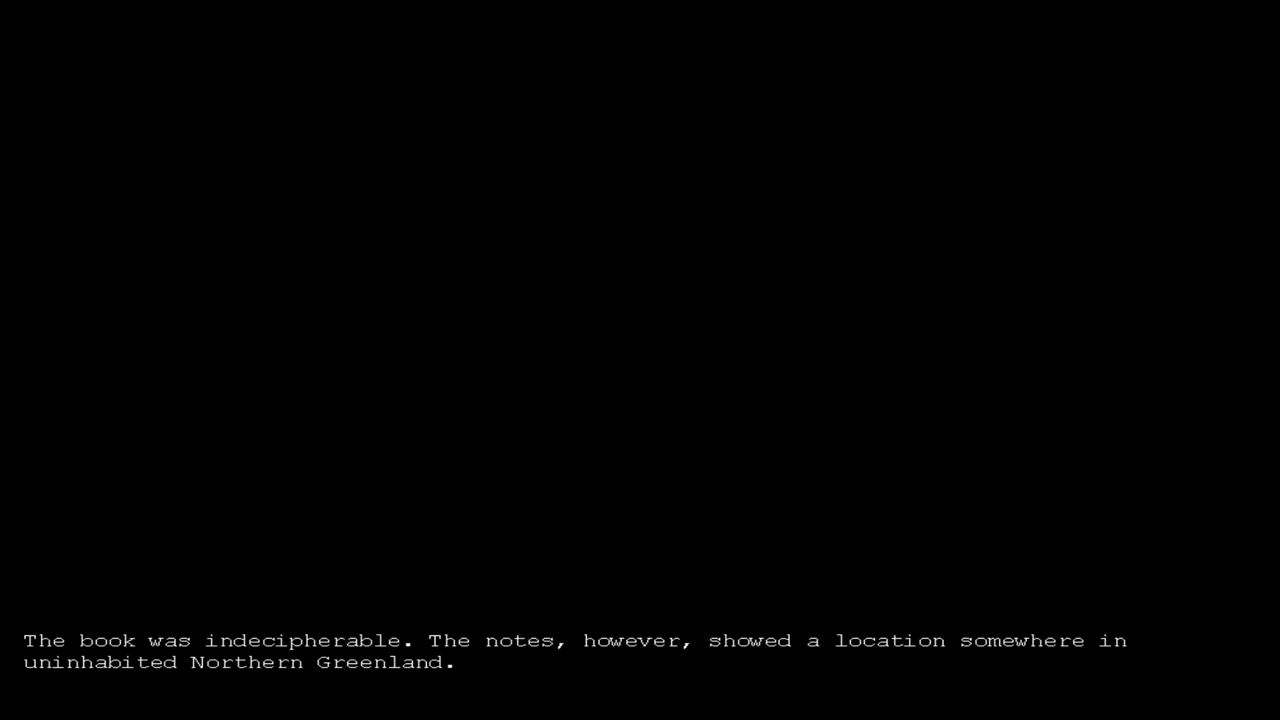 The book was indecipherable. The notes, however, showed a location somewhere in
uninhabited Northern Greenland.